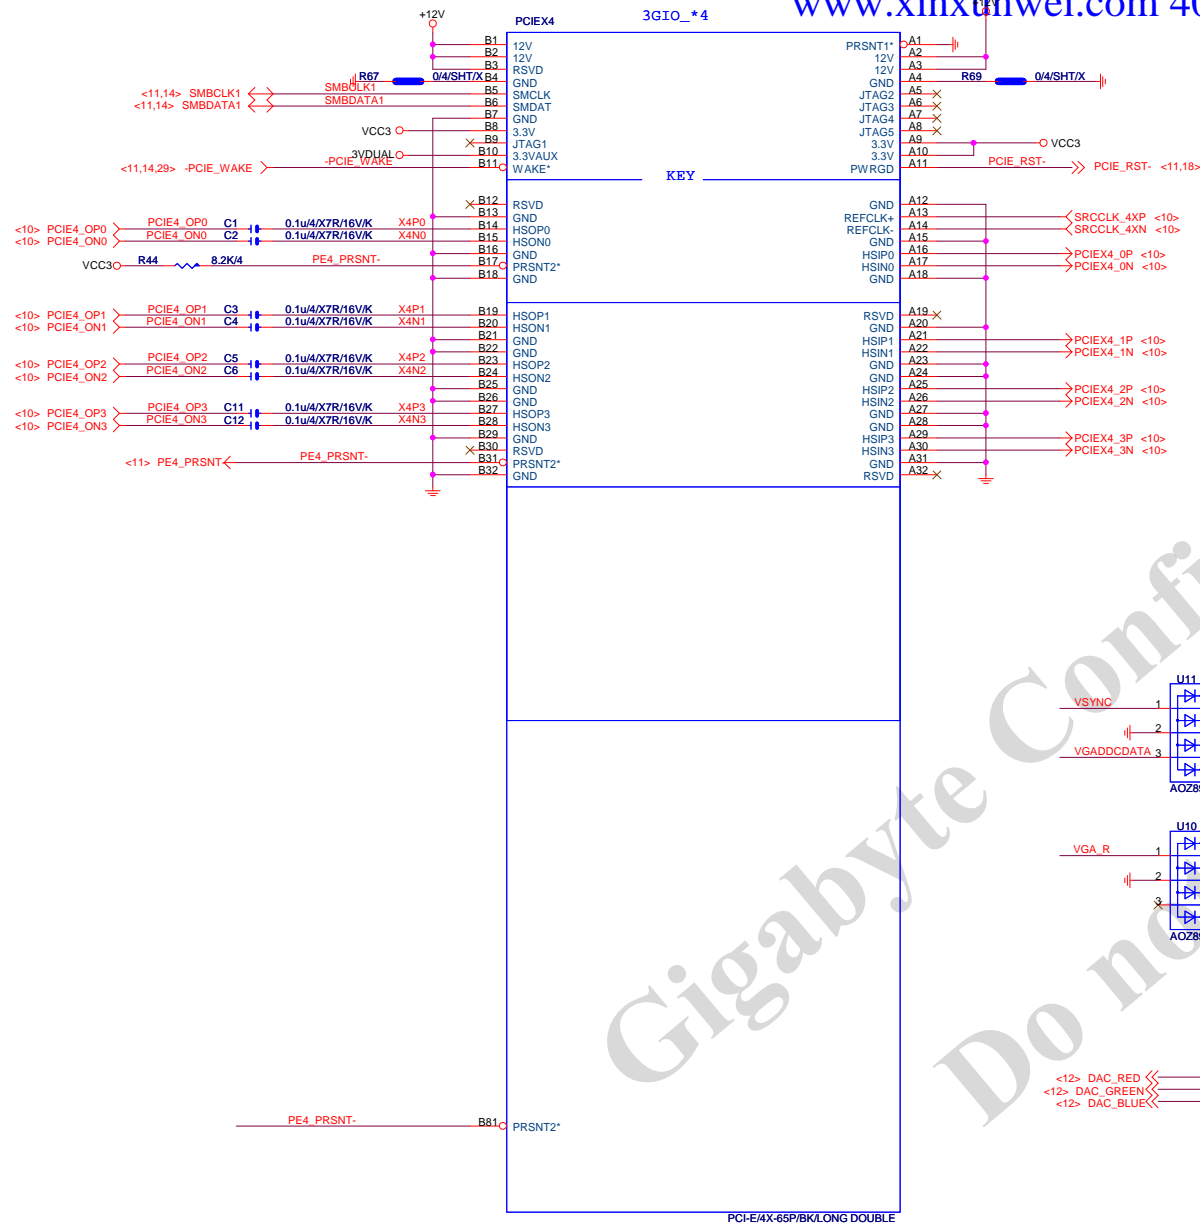 www.xinxunwei.com 40
+12V
PCIEX4
3GIO_*4
+12V
B1 12V PRSNT1* A1
B2 12V 12V A2
B3 RSVD 12V A3
R67 0/4/SHT/X B4 GND GND A4 R69 0/4/SHT/X
<11,14> SMBCLK1 SMBCLK1 B5 SMCLK JTAG2 A5
<11,14> SMBDATA1 SMBDATA1 B6 SMDAT JTAG3 A6
B7 GND JTAG4 A7
VCC3 B8 3.3V JTAG5 A8
B9 JTAG1 3.3V A9 VCC3
3VDUAL B10 3.3VAUX 3.3V A10
<11,14,29> -PCIE_WAKE -PCIE_WAKE B11 WAKE* PWRGD A11 PCIE_RST- PCIE_RST- <11,18>
KEY
B12 RSVD GND A12
B13 GND REFCLK+ A13 SRCCLK_4XP <10>
<10> PCIE4_OP0 PCIE4_OP0 C1 0.1u/4/X7R/16V/K X4P0 B14 HSOP0 REFCLK- A14 SRCCLK_4XN <10>
<10> PCIE4_ON0 PCIE4_ON0 C2 0.1u/4/X7R/16V/K X4N0 B15 HSON0 GND A15
B16 GND HSIP0 A16 PCIEX4_0P <10>
VCC3 R44 8.2K/4 PE4_PRSNT- B17 PRSNT2* HSIN0 A17 PCIEX4_0N <10>
B18 GND GND A18
<10> PCIE4_OP1 PCIE4_OP1 C3 0.1u/4/X7R/16V/K X4P1 B19 HSOP1 RSVD A19
<10> PCIE4_ON1 PCIE4_ON1 C4 0.1u/4/X7R/16V/K X4N1 B20 HSON1 GND A20
B21 GND HSIP1 A21 PCIEX4_1P <10>
B22 GND HSIN1 A22 PCIEX4_1N <10>
<10> PCIE4_OP2 PCIE4_OP2 C5 0.1u/4/X7R/16V/K X4P2 B23 HSOP2 GND A23
<10> PCIE4_ON2 PCIE4_ON2 C6 0.1u/4/X7R/16V/K X4N2 B24 HSON2 GND A24
B25 GND HSIP2 A25 PCIEX4_2P <10>
B26 GND HSIN2 A26 PCIEX4_2N <10>
<10> PCIE4_OP3 PCIE4_OP3 C11 0.1u/4/X7R/16V/K X4P3 B27 HSOP3 GND A27
<10> PCIE4_ON3 PCIE4_ON3 C12 0.1u/4/X7R/16V/K X4N3 B28 HSON3 GND A28
B29 GND HSIP3 A29 PCIEX4_3P <10>
B30 RSVD HSIN3 A30 PCIEX4_3N <10>
<11> PE4_PRSNT PE4_PRSNT- B31 PRSNT2* GND A31
B32 GND RSVD A32
U11
VSYNC 1
2
VGADDCDATA 3
AOZ8
U10
VGA_R 1
2
3
AOZ8
Gigabyte Confi
Do no
<12> DAC_RED
<12> DAC_GREEN
<12> DAC_BLUE
PE4_PRSNT- B81 PRSNT2*
PCI-E/4X-65P/BK/LONG DOUBLE